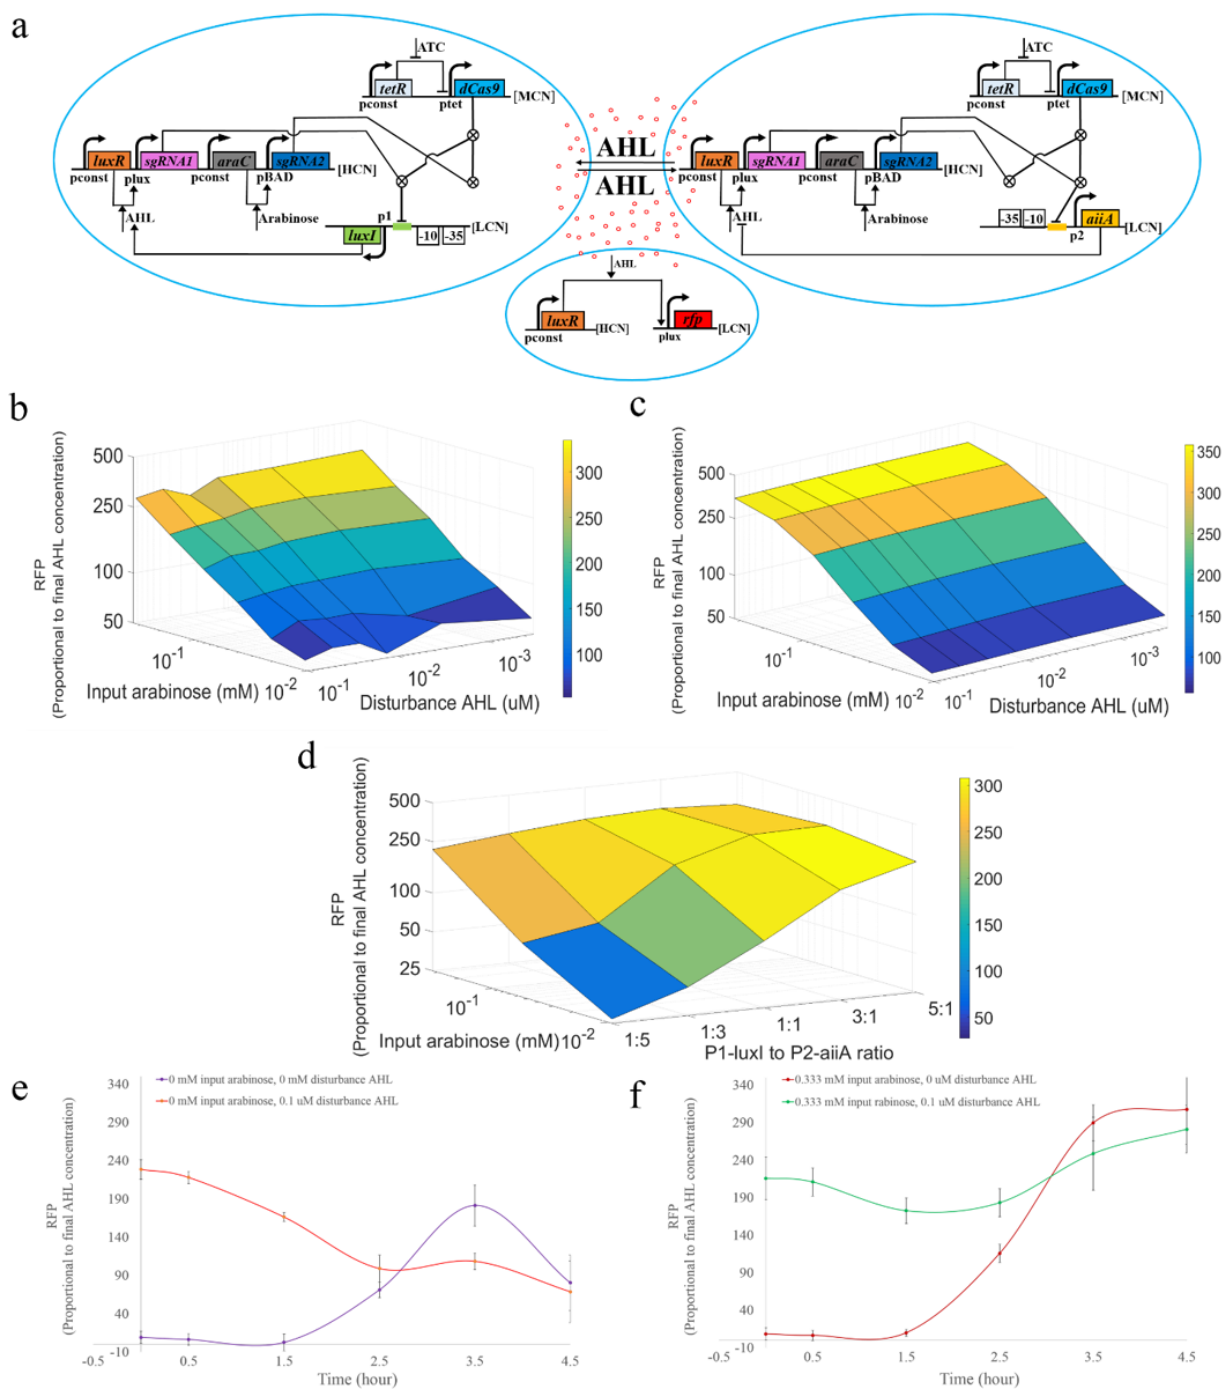 a
ATC
tetR
dCas9
pconst
ptet
[MCN]
luxR
sgRNA1
araC
sgRNA2
[HCN]
pconst
plux
pconst
pBAD
AHL
Arabinose
p1
luxI
-10
-35
[LCN]
AHL
AHL
ATC
tetR
dCas9
pconst
ptet
[MCN]
luxR
sgRNA1
araC
sgRNA2
[HCN]
pconst
plux
pconst
pBAD
AHL
Arabinose
-35
-10
p2
aiiA
[LCN]
AHL
luxR
[HCN]
pconst
rfp
plux
[LCN]
b
RFP
(Proportional to final AHL concentration)
500
250
100
50
10-1
Input arabinose (mM)
10-2
10-1
10-2
10-3
Disturbance AHL (uM)
300
250
200
150
100
c
RFP
(Proportional to final AHL concentration)
500
250
100
50
10-1
Input arabinose (mM)
10-2
10-1
10-2
10-3
Disturbance AHL (uM)
350
300
250
200
150
100
d
RFP
(Proportional to final AHL concentration)
500
250
100
50
25
10-1
Input arabinose (mM)
10-2
1:5
1:3
1:1
3:1
5:1
P1-luxI to P2-aiiA ratio
300
250
200
150
100
50
e
0 mM input arabinose, 0 mM disturbance AHL
0 mM input arabinose, 0.1 uM disturbance AHL
RFP
(Proportional to final AHL concentration)
340
290
240
190
140
90
40
-10
-0.5
0.5
1.5
2.5
3.5
4.5
Time (hour)
f
0.333 mM input arabinose, 0 uM disturbance AHL
0.333 mM input rabinose, 0.1 uM disturbance AHL
RFP
(Proportional to final AHL concentration)
340
290
240
190
140
90
40
-10
-0.5
0.5
1.5
2.5
3.5
4.5
Time (hour)